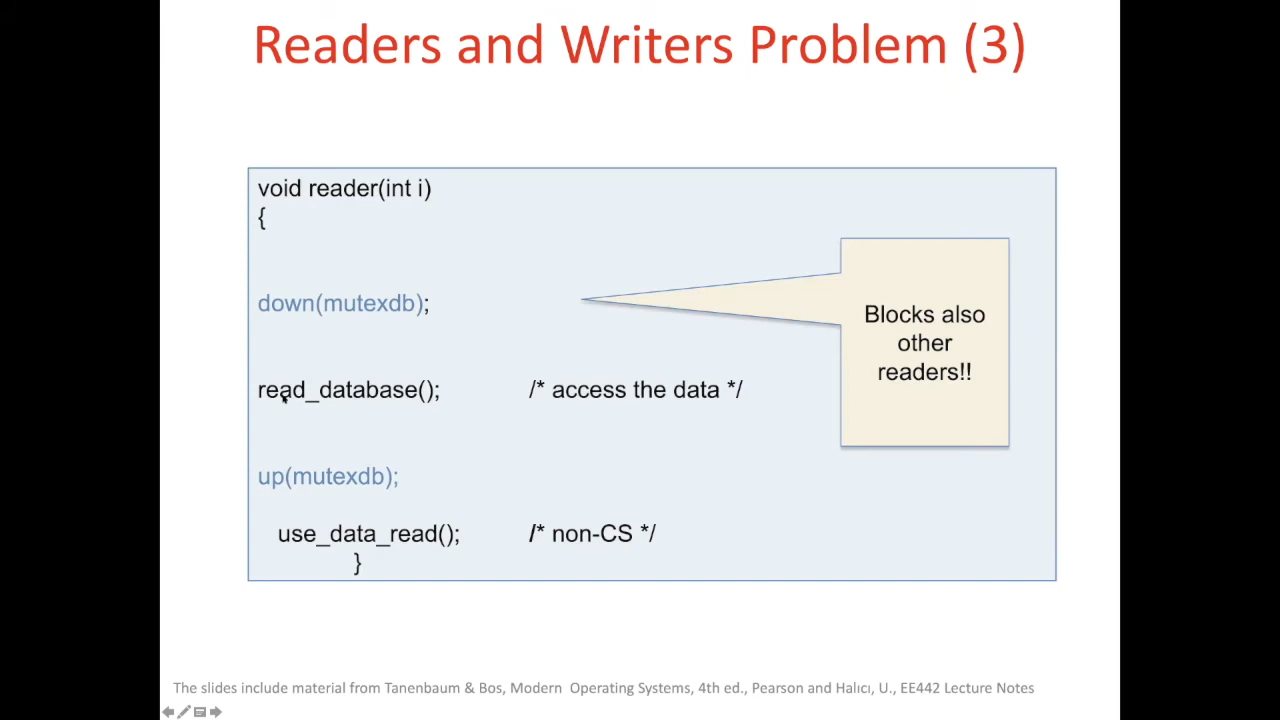 Readers and Writers Problem (3)
void reader(int i)
{
down(mutexdb);
Blocks also
other
readers!!
read_database(); /* access the data */
up(mutexdb);
use_data_read(); /* non-CS */
}
The slides include material from Tanenbaum & Bos, Modern Operating Systems, 4th ed., Pearson and Halıcı, U., EE442 Lecture Notes